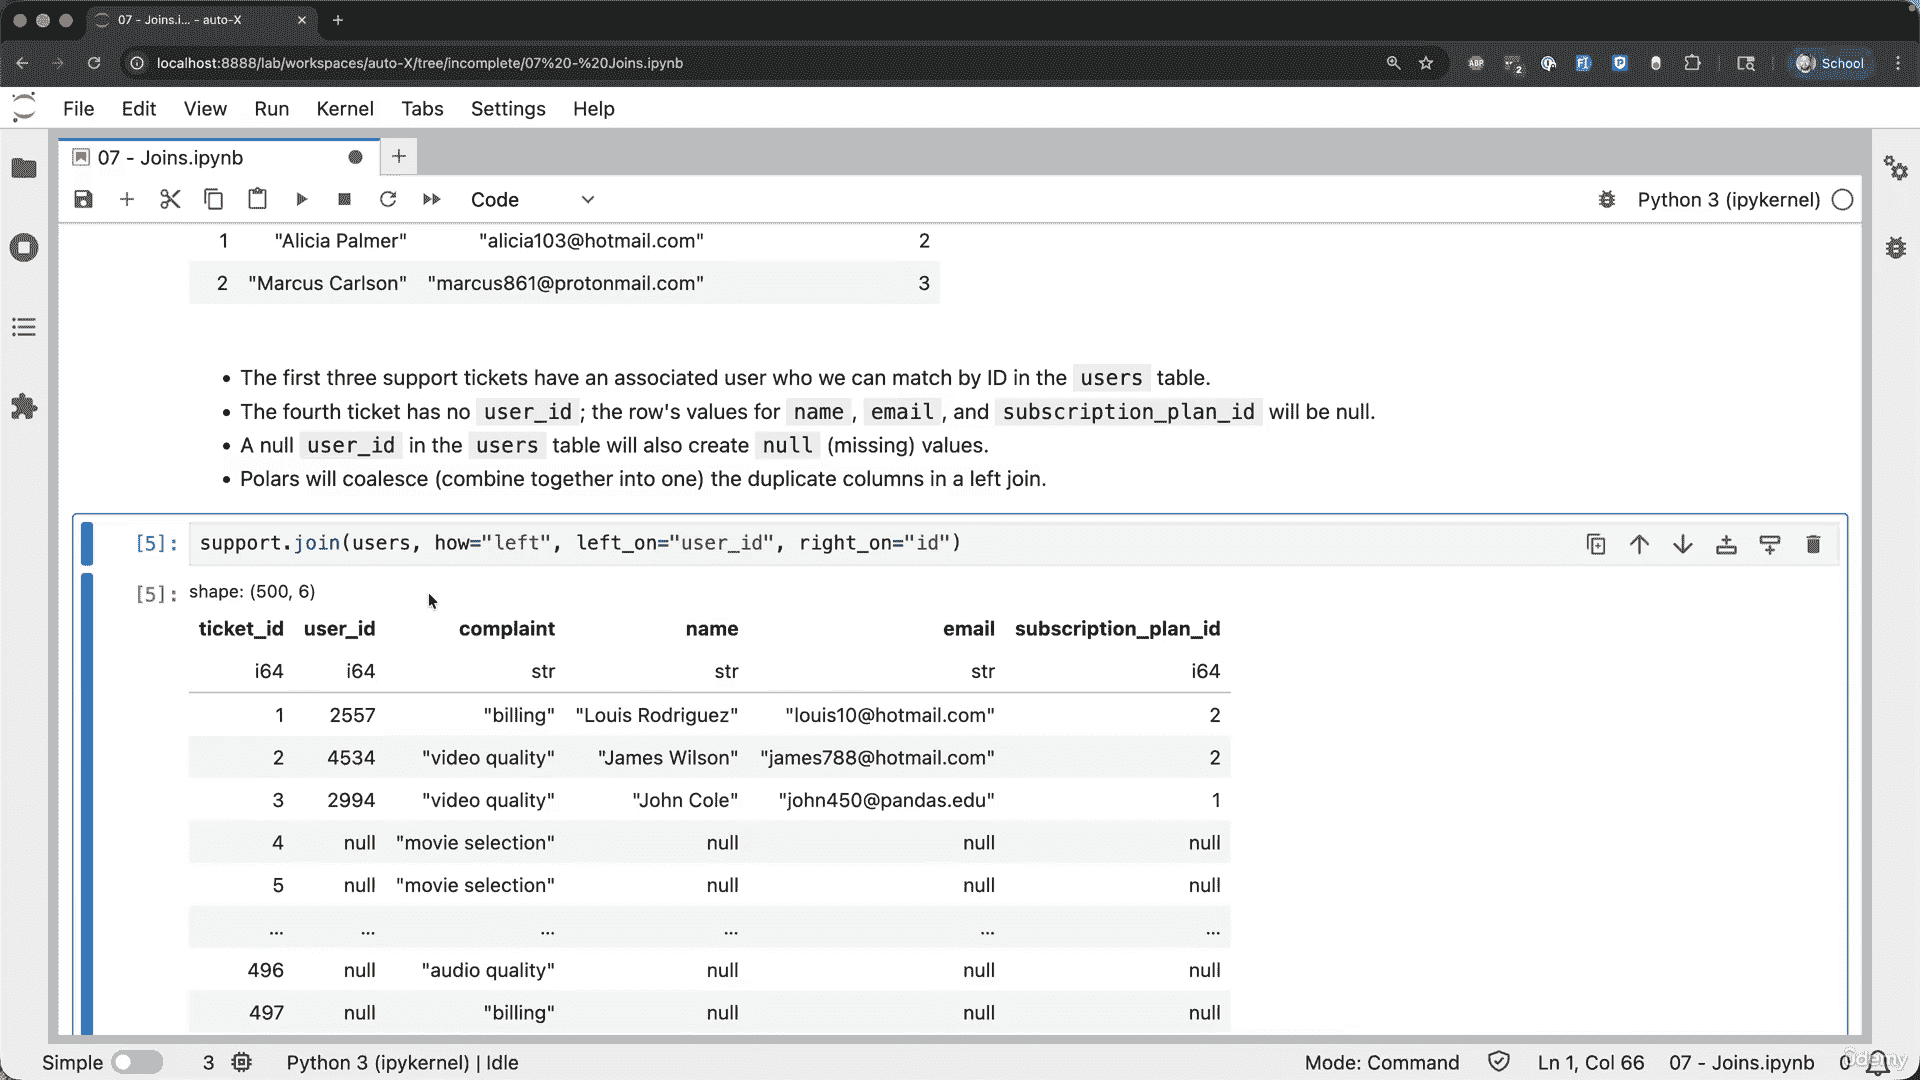 07 - Joins.i... - auto-X
localhost:8888/lab/workspaces/auto-X/tree/incomplete/07%20-%20Joins.ipynb
ABP
2
School
File Edit View Run Kernel Tabs Settings Help
07 - Joins.ipynb
Code
Python 3 (ipykernel)
1 "Alicia Palmer" "alicia103@hotmail.com" 2
2 "Marcus Carlson" "marcus861@protonmail.com" 3
• The first three support tickets have an associated user who we can match by ID in the users table.
• The fourth ticket has no user_id; the row's values for name, email, and subscription_plan_id will be null.
• A null user_id in the users table will also create null (missing) values.
• Polars will coalesce (combine together into one) the duplicate columns in a left join.
[5]: support.join(users, how="left", left_on="user_id", right_on="id")
[5]: shape: (500, 6)
ticket_id user_id complaint name email subscription_plan_id
i64 i64 str str str i64
1 2557 "billing" "Louis Rodriguez" "louis10@hotmail.com" 2
2 4534 "video quality" "James Wilson" "james788@hotmail.com" 2
3 2994 "video quality" "John Cole" "john450@pandas.edu" 1
4 null "movie selection" null null null
5 null "movie selection" null null null
... ... ... ... ... ...
496 null "audio quality" null null null
497 null "billing" null null null
Simple 3 Python 3 (ipykernel) | Idle Mode: Command Ln 1, Col 66 07 - Joins.ipynb 0
Udemy